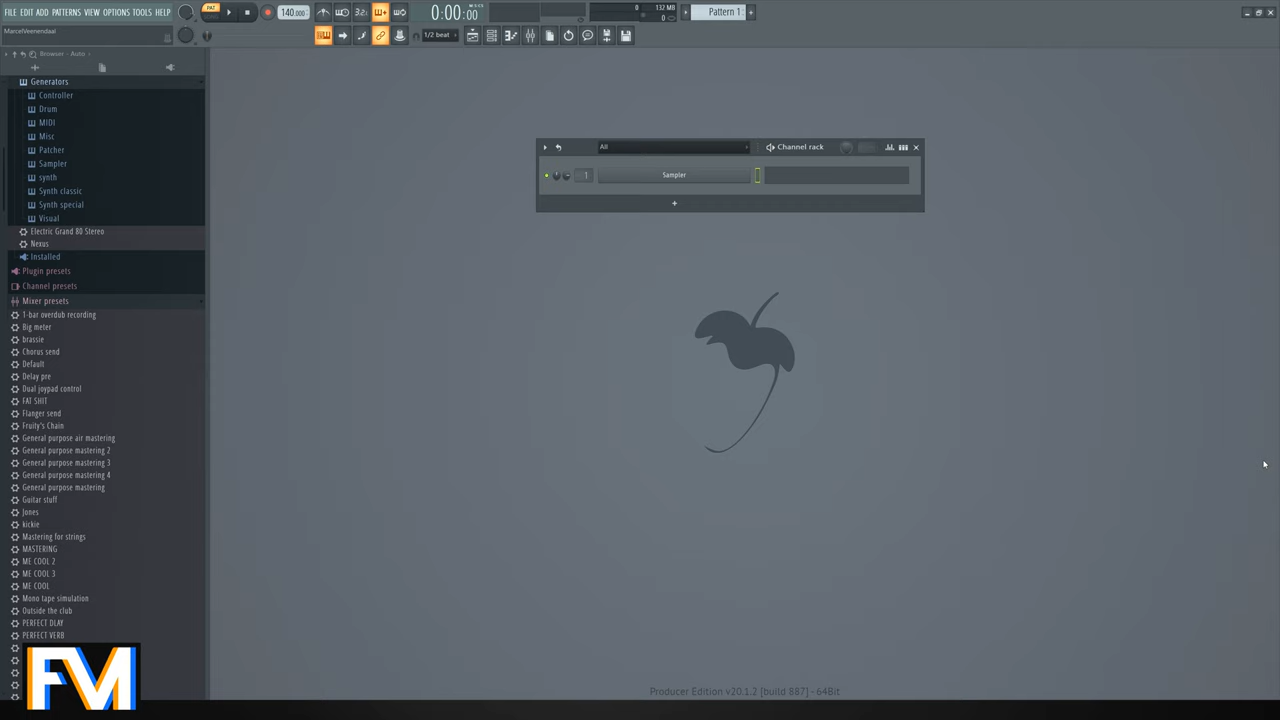 FILE EDIT ADD PATTERNS VIEW OPTIONS TOOLS HELP
MarcelVeenendaal
PAT
140.000
3.2.
0:00:00
M:S:CS
0
132 MB
0
Pattern 1
1/2 beat
Browser - Auto
Generators
Controller
Drum
MIDI
Misc
Patcher
Sampler
synth
Synth classic
Synth special
Visual
Electric Grand 80 Stereo
Nexus
Installed
Plugin presets
Channel presets
Mixer presets
1-bar overdub recording
Big meter
brassie
Chorus send
Default
Delay pre
Dual joypad control
FAT SHIT
Flanger send
Fruity's Chain
General purpose air mastering
General purpose mastering 2
General purpose mastering 3
General purpose mastering 4
General purpose mastering
Guitar stuff
Jones
kickie
Mastering for strings
MASTERING
ME COOL 2
ME COOL 3
ME COOL
Mono tape simulation
Outside the club
PERFECT DLAY
PERFECT VERB
FM
All
Channel rack
1
Sampler
+
Producer Edition v20.1.2 [build 887] - 64Bit